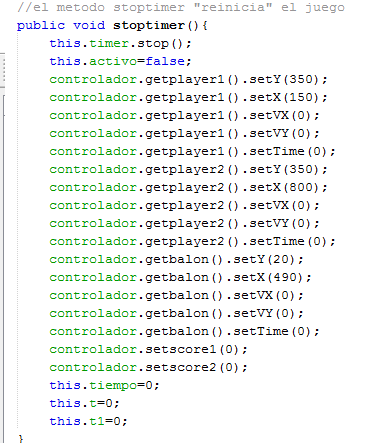 //el metodo stoptimer "reinicia" el juego
public void stoptimer(){
    this.timer.stop();
    this.activo=false;
    controlador.getplayer1().setY(350);
    controlador.getplayer1().setX(150);
    controlador.getplayer1().setVX(0);
    controlador.getplayer1().setVY(0);
    controlador.getplayer1().setTime(0);
    controlador.getplayer2().setY(350);
    controlador.getplayer2().setX(800);
    controlador.getplayer2().setVX(0);
    controlador.getplayer2().setVY(0);
    controlador.getplayer2().setTime(0);
    controlador.getbalon().setY(20);
    controlador.getbalon().setX(490);
    controlador.getbalon().setVX(0);
    controlador.getbalon().setVY(0);
    controlador.getbalon().setTime(0);
    controlador.setscore1(0);
    controlador.setscore2(0);
    this.tiempo=0;
    this.t=0;
    this.t1=0;
}